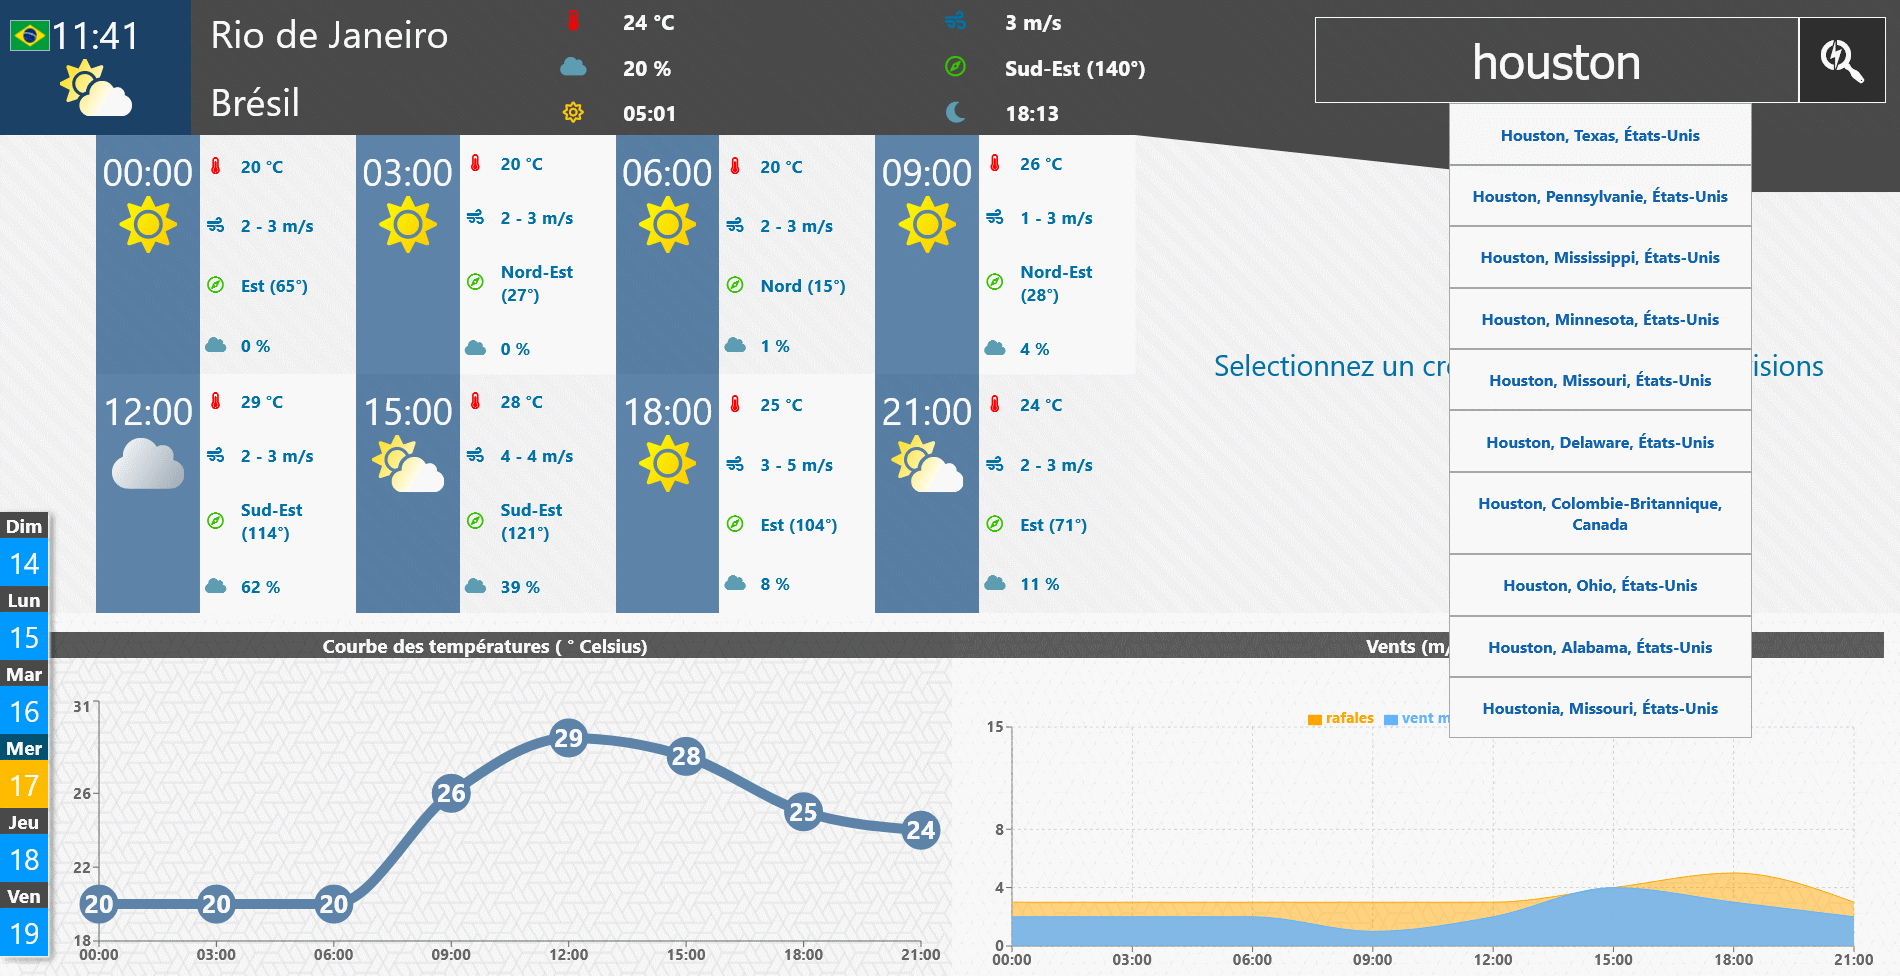 11:41
Rio de Janeiro
Brésil
24 °C
20 %
05:01
3 m/s
Sud-Est (140°)
18:13
houston
Houston, Texas, États-Unis
Houston, Pennsylvanie, États-Unis
Houston, Mississippi, États-Unis
Houston, Minnesota, États-Unis
Houston, Missouri, États-Unis
Houston, Delaware, États-Unis
Houston, Colombie-Britannique,
Canada
Houston, Ohio, États-Unis
Houston, Alabama, États-Unis
Houstonia, Missouri, États-Unis
00:00
20 °C
2 - 3 m/s
Est (65°)
0 %
03:00
20 °C
2 - 3 m/s
Nord-Est
(27°)
0 %
06:00
20 °C
2 - 3 m/s
Nord (15°)
1 %
09:00
26 °C
1 - 3 m/s
Nord-Est
(28°)
4 %
12:00
29 °C
2 - 3 m/s
Sud-Est
(114°)
62 %
15:00
28 °C
4 - 4 m/s
Sud-Est
(121°)
39 %
18:00
25 °C
3 - 5 m/s
Est (104°)
8 %
21:00
24 °C
2 - 3 m/s
Est (71°)
11 %
Selectionnez un
Dim
14
Lun
15
Mar
16
Mer
17
Jeu
18
Ven
19
Courbe des températures ( ° Celsius)
31
26
22
18
20
20
20
26
29
28
25
24
00:00
03:00
06:00
09:00
12:00
15:00
18:00
21:00
Vents (m/
rafales
vent
15
8
4
0
00:00
03:00
06:00
09:00
12:00
15:00
18:00
21:00